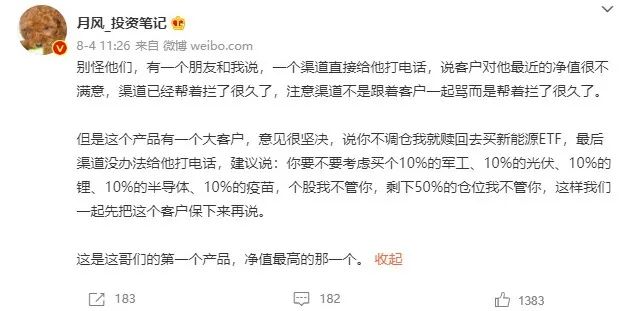 月风_投资笔记
8-4 11:26 来自 微博 weibo.com
别怪他们，有一个朋友和我说，一个渠道直接给他打电话，说客户对他最近的净值很不
满意，渠道已经帮着拦了很久了，注意渠道不是跟着客户一起骂而是帮着拦了很久了。
但是这个产品有一个大客户，意见很坚决，说你不调仓我就赎回去买新能源ETF，最后
渠道没办法给他打电话，建议说：你要不要考虑买个10%的军工、10%的光伏、10%的
锂、10%的半导体、10%的疫苗，个股我不管你，剩下50%的仓位我不管你，这样我们
一起先把这个客户保下来再说。
这是这哥们的第一个产品，净值最高的那一个。 收起
183 182 1383